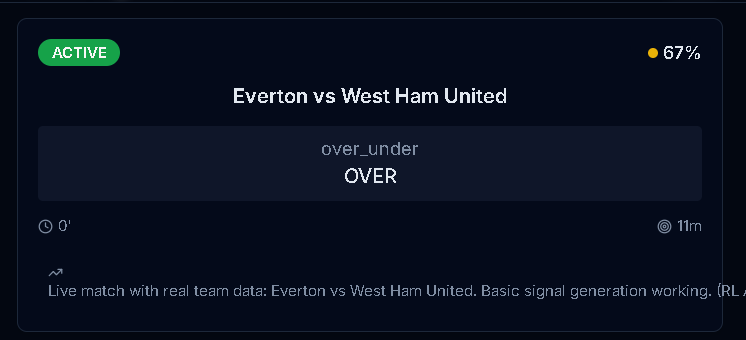 ACTIVE 67%
Everton vs West Ham United
over_under
OVER
0' 11m
Live match with real team data: Everton vs West Ham United. Basic signal generation working. (RL